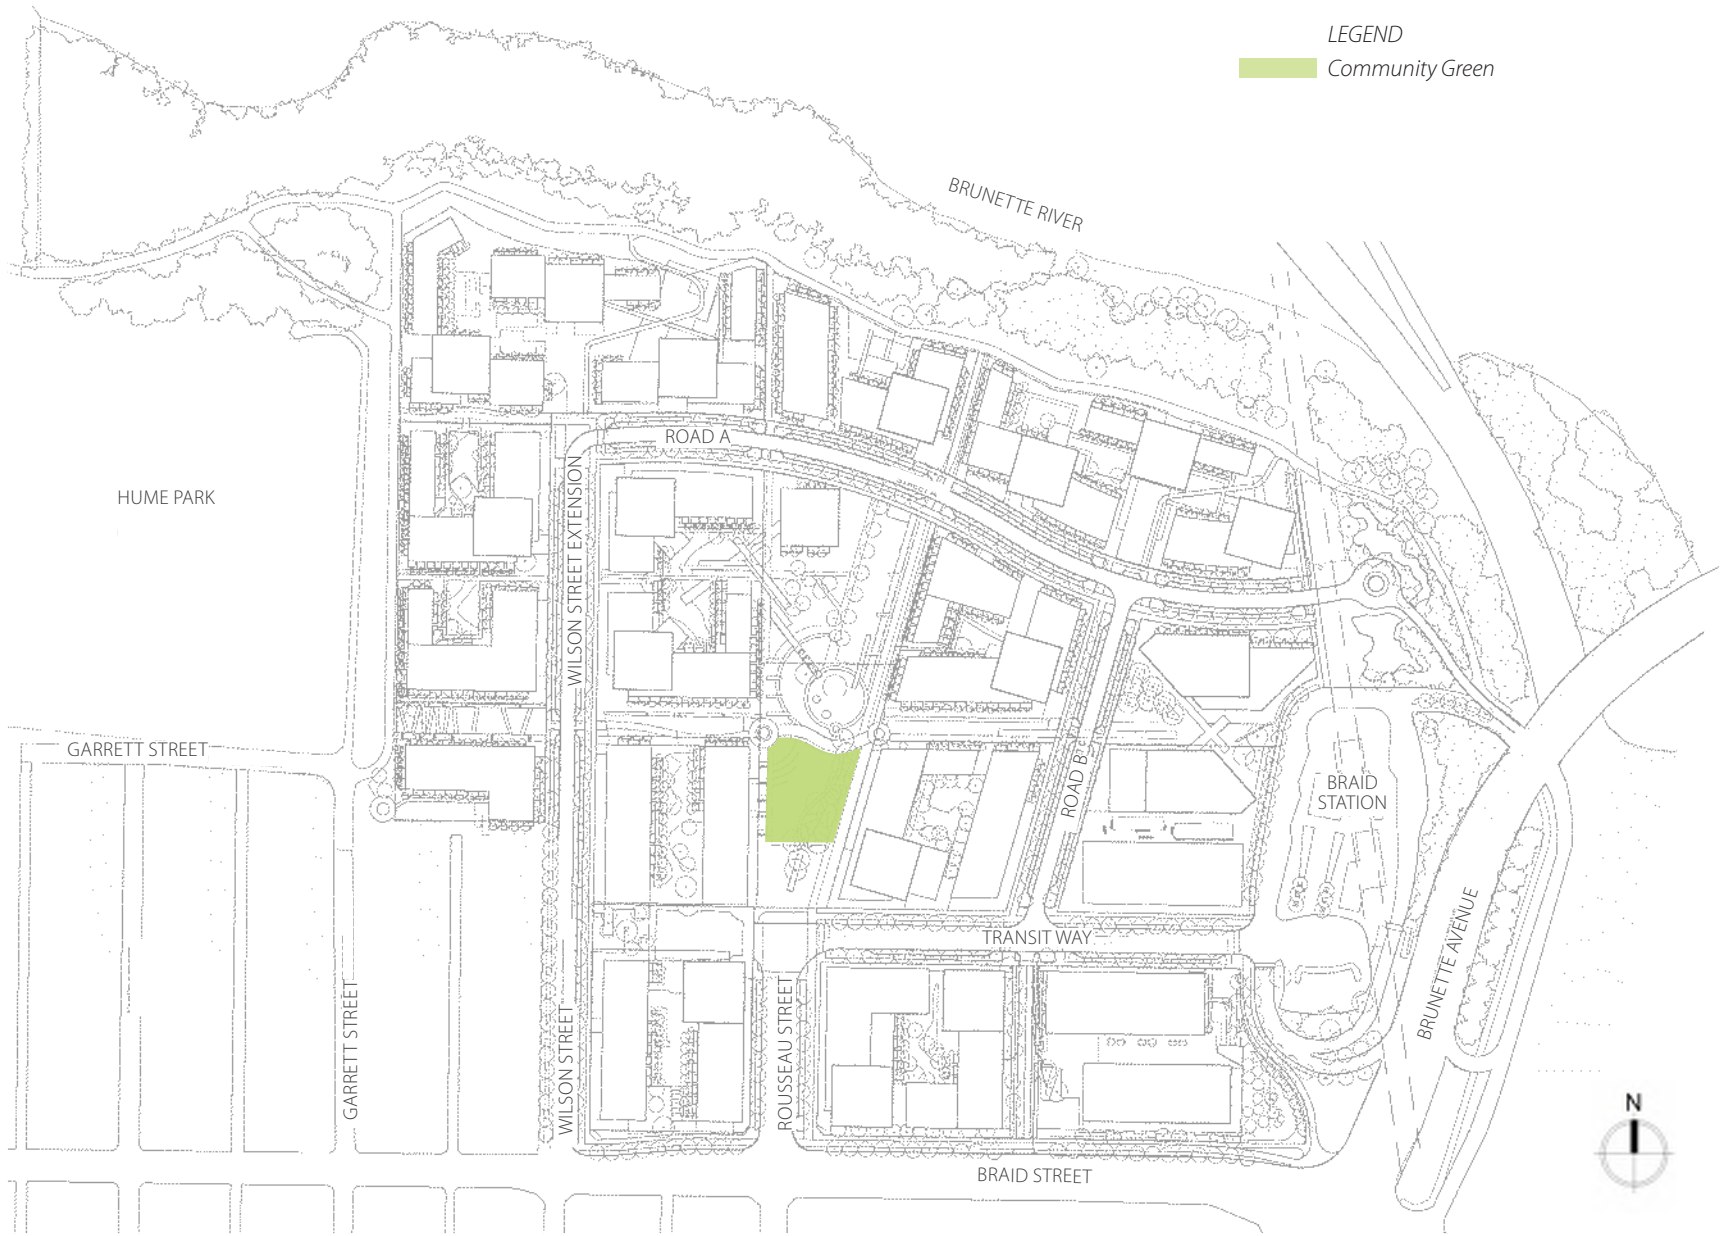 LEGEND
Community Green
BRUNETTE RIVER
ROAD A
HUME PARK
WILSON STREET EXTENSION
GARRETT STREET
ROAD B
BRAID
STATION
TRANSIT WAY
BRUNETTE AVENUE
GARRETT STREET
WILSON STREET
ROUSSEAU STREET
BRAID STREET
N